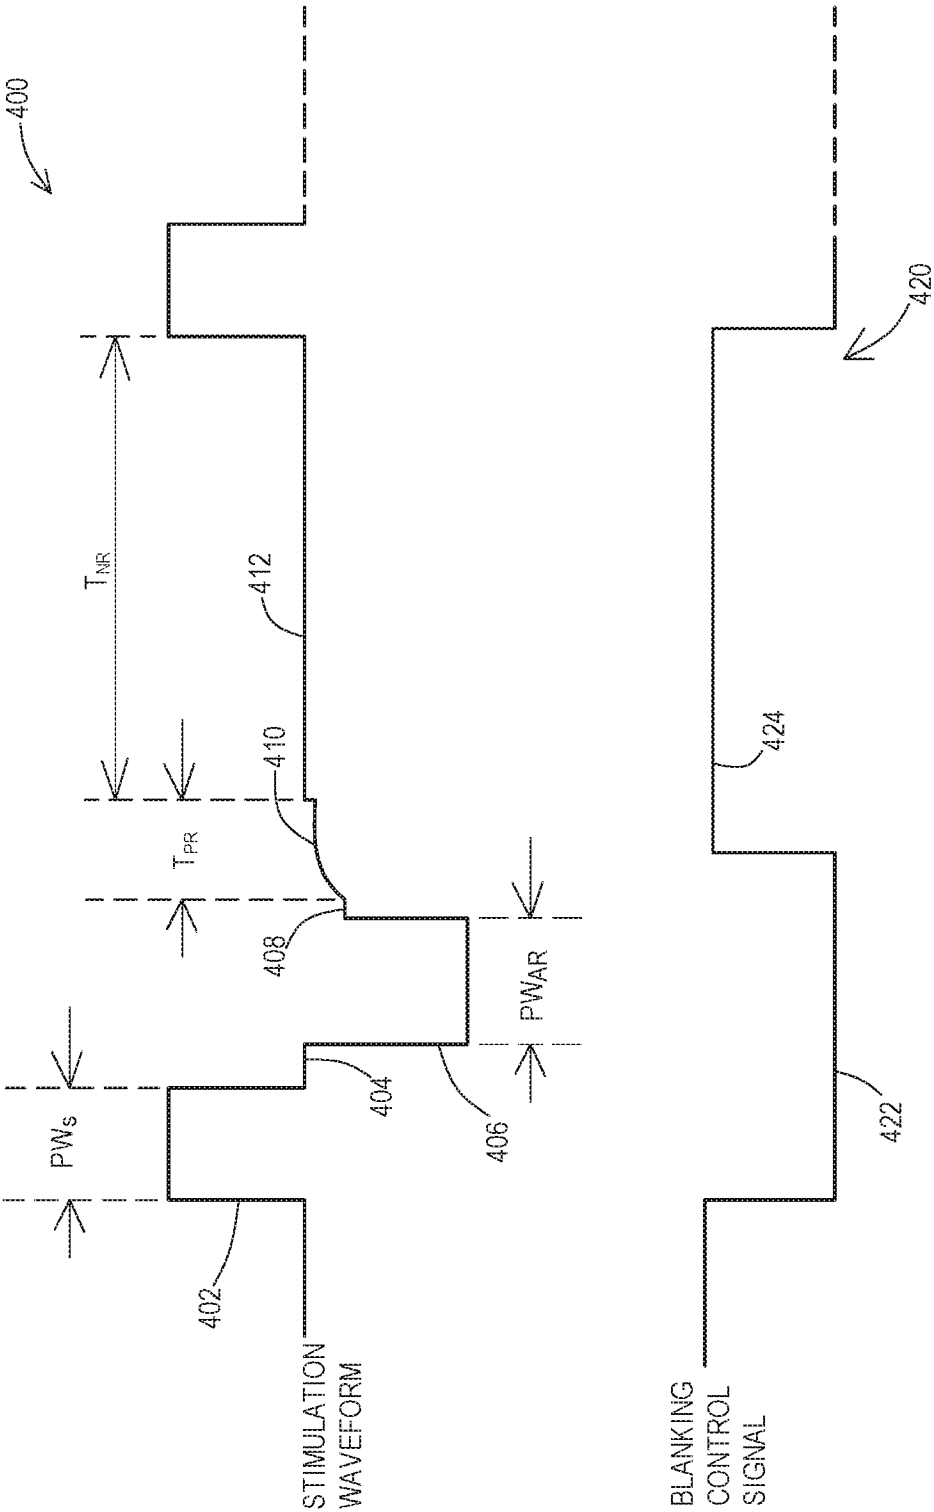 400
PWS
TPR
TNR
402
404
406
408
410
412
PWAR
STIMULATION
WAVEFORM
420
422
424
BLANKING
CONTROL
SIGNAL